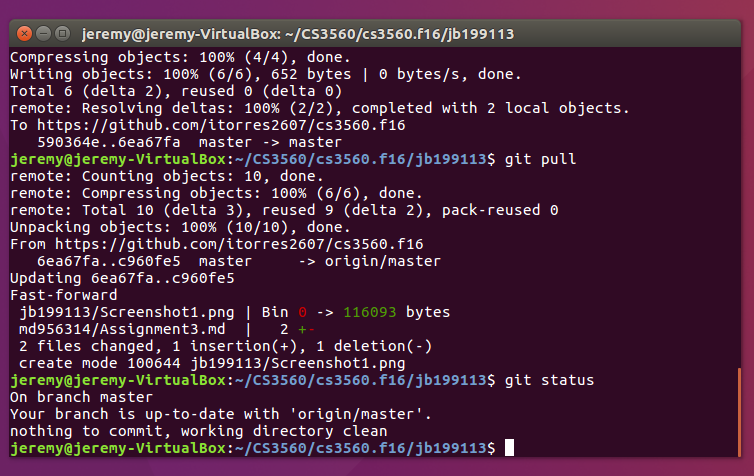 jeremy@jeremy-VirtualBox: ~/CS3560/cs3560.f16/jb199113
Compressing objects: 100% (4/4), done.
Writing objects: 100% (6/6), 652 bytes | 0 bytes/s, done.
Total 6 (delta 2), reused 0 (delta 0)
remote: Resolving deltas: 100% (2/2), completed with 2 local objects.
To https://github.com/itorres2607/cs3560.f16
   590364e..6ea67fa  master -> master
jeremy@jeremy-VirtualBox:~/CS3560/cs3560.f16/jb199113$ git pull
remote: Counting objects: 10, done.
remote: Compressing objects: 100% (6/6), done.
remote: Total 10 (delta 3), reused 9 (delta 2), pack-reused 0
Unpacking objects: 100% (10/10), done.
From https://github.com/itorres2607/cs3560.f16
   6ea67fa..c960fe5  master     -> origin/master
Updating 6ea67fa..c960fe5
Fast-forward
 jb199113/Screenshot1.png | Bin 0 -> 116093 bytes
 md956314/Assignment3.md  |   2 +-
 2 files changed, 1 insertion(+), 1 deletion(-)
 create mode 100644 jb199113/Screenshot1.png
jeremy@jeremy-VirtualBox:~/CS3560/cs3560.f16/jb199113$ git status
On branch master
Your branch is up-to-date with 'origin/master'.
nothing to commit, working directory clean
jeremy@jeremy-VirtualBox:~/CS3560/cs3560.f16/jb199113$